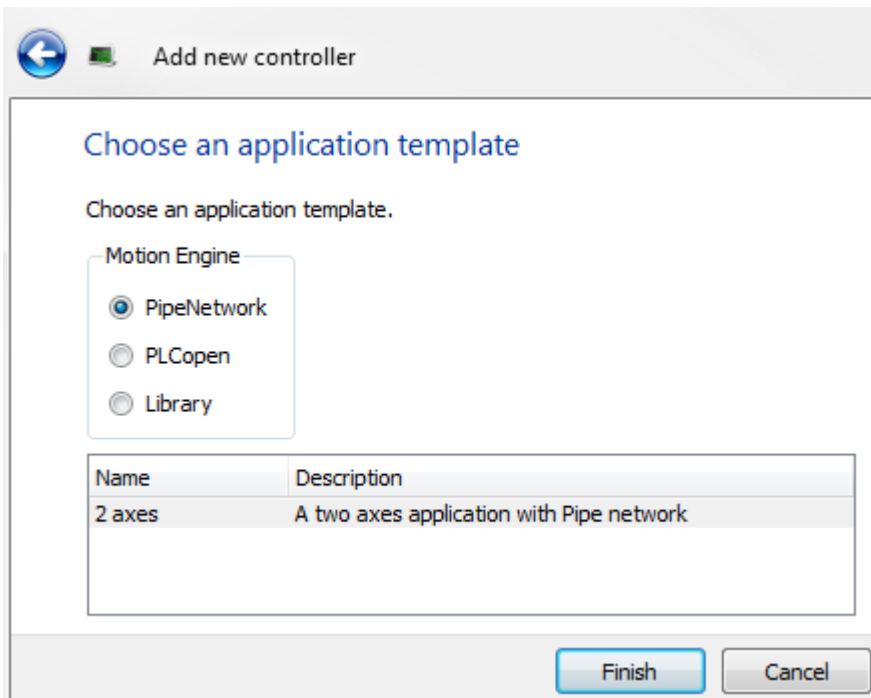 Add new controller
Choose an application template
Choose an application template.
Motion Engine
PipeNetwork
PLCopen
Library
Name Description
2 axes A two axes application with Pipe network
Finish Cancel